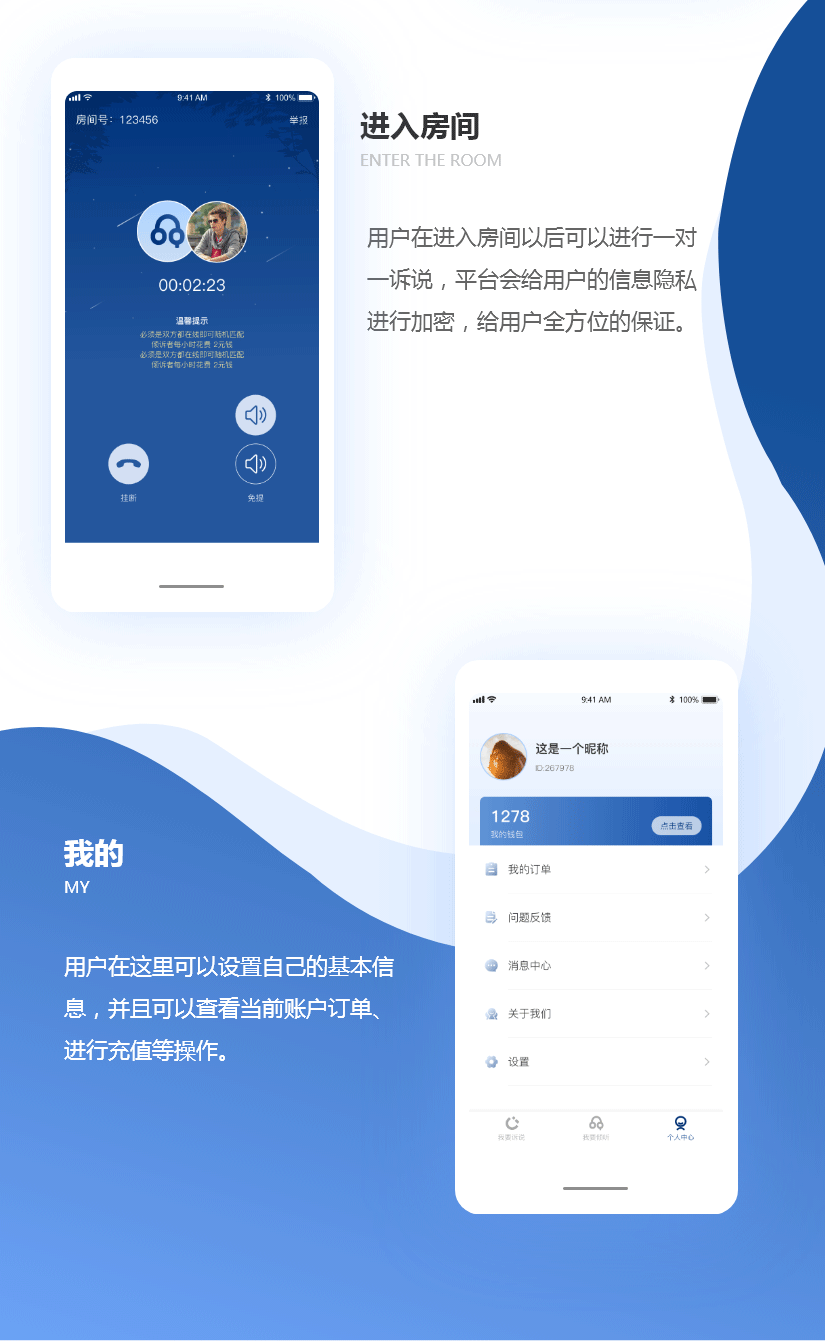 9:41 AM
100%
房间号：123456
举报
00:02:23
温馨提示
必须是双方都在线即可随机匹配
倾诉者每小时花费 2元钱
必须是双方都在线即可随机匹配
倾诉者每小时花费 2元钱
挂断
免提
进入房间
ENTER THE ROOM
用户在进入房间以后可以进行一对
一诉说，平台会给用户的信息隐私
进行加密，给用户全方位的保证。
我的
MY
用户在这里可以设置自己的基本信
息，并且可以查看当前账户订单、
进行充值等操作。
9:41 AM
100%
这是一个昵称
ID:267978
1278
我的钱包
点击查看
我的订单
问题反馈
消息中心
关于我们
设置
我要诉说
我要倾听
个人中心